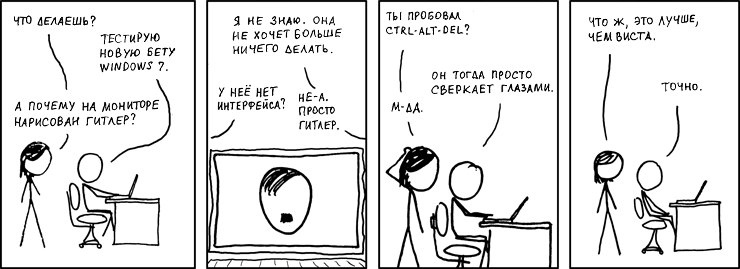 ЧТО ДЕЛАЕШЬ?
ТЕСТИРУЮ
НОВУЮ БЕТУ
WINDOWS 7.
А ПОЧЕМУ НА МОНИТОРЕ
НАРИСОВАН ГИТЛЕР?
Я НЕ ЗНАЮ. ОНА
НЕ ХОЧЕТ БОЛЬШЕ
НИЧЕГО ДЕЛАТЬ.
У НЕЁ НЕТ
ИНТЕРФЕЙСА?
НЕ-А.
ПРОСТО
ГИТЛЕР.
ТЫ ПРОБОВАЛ
CTRL-ALT-DEL?
ОН ТОГДА ПРОСТО
СВЕРКАЕТ ГЛАЗАМИ.
М-ДА.
ЧТО Ж, ЭТО ЛУЧШЕ,
ЧЕМ ВИСТА.
ТОЧНО.